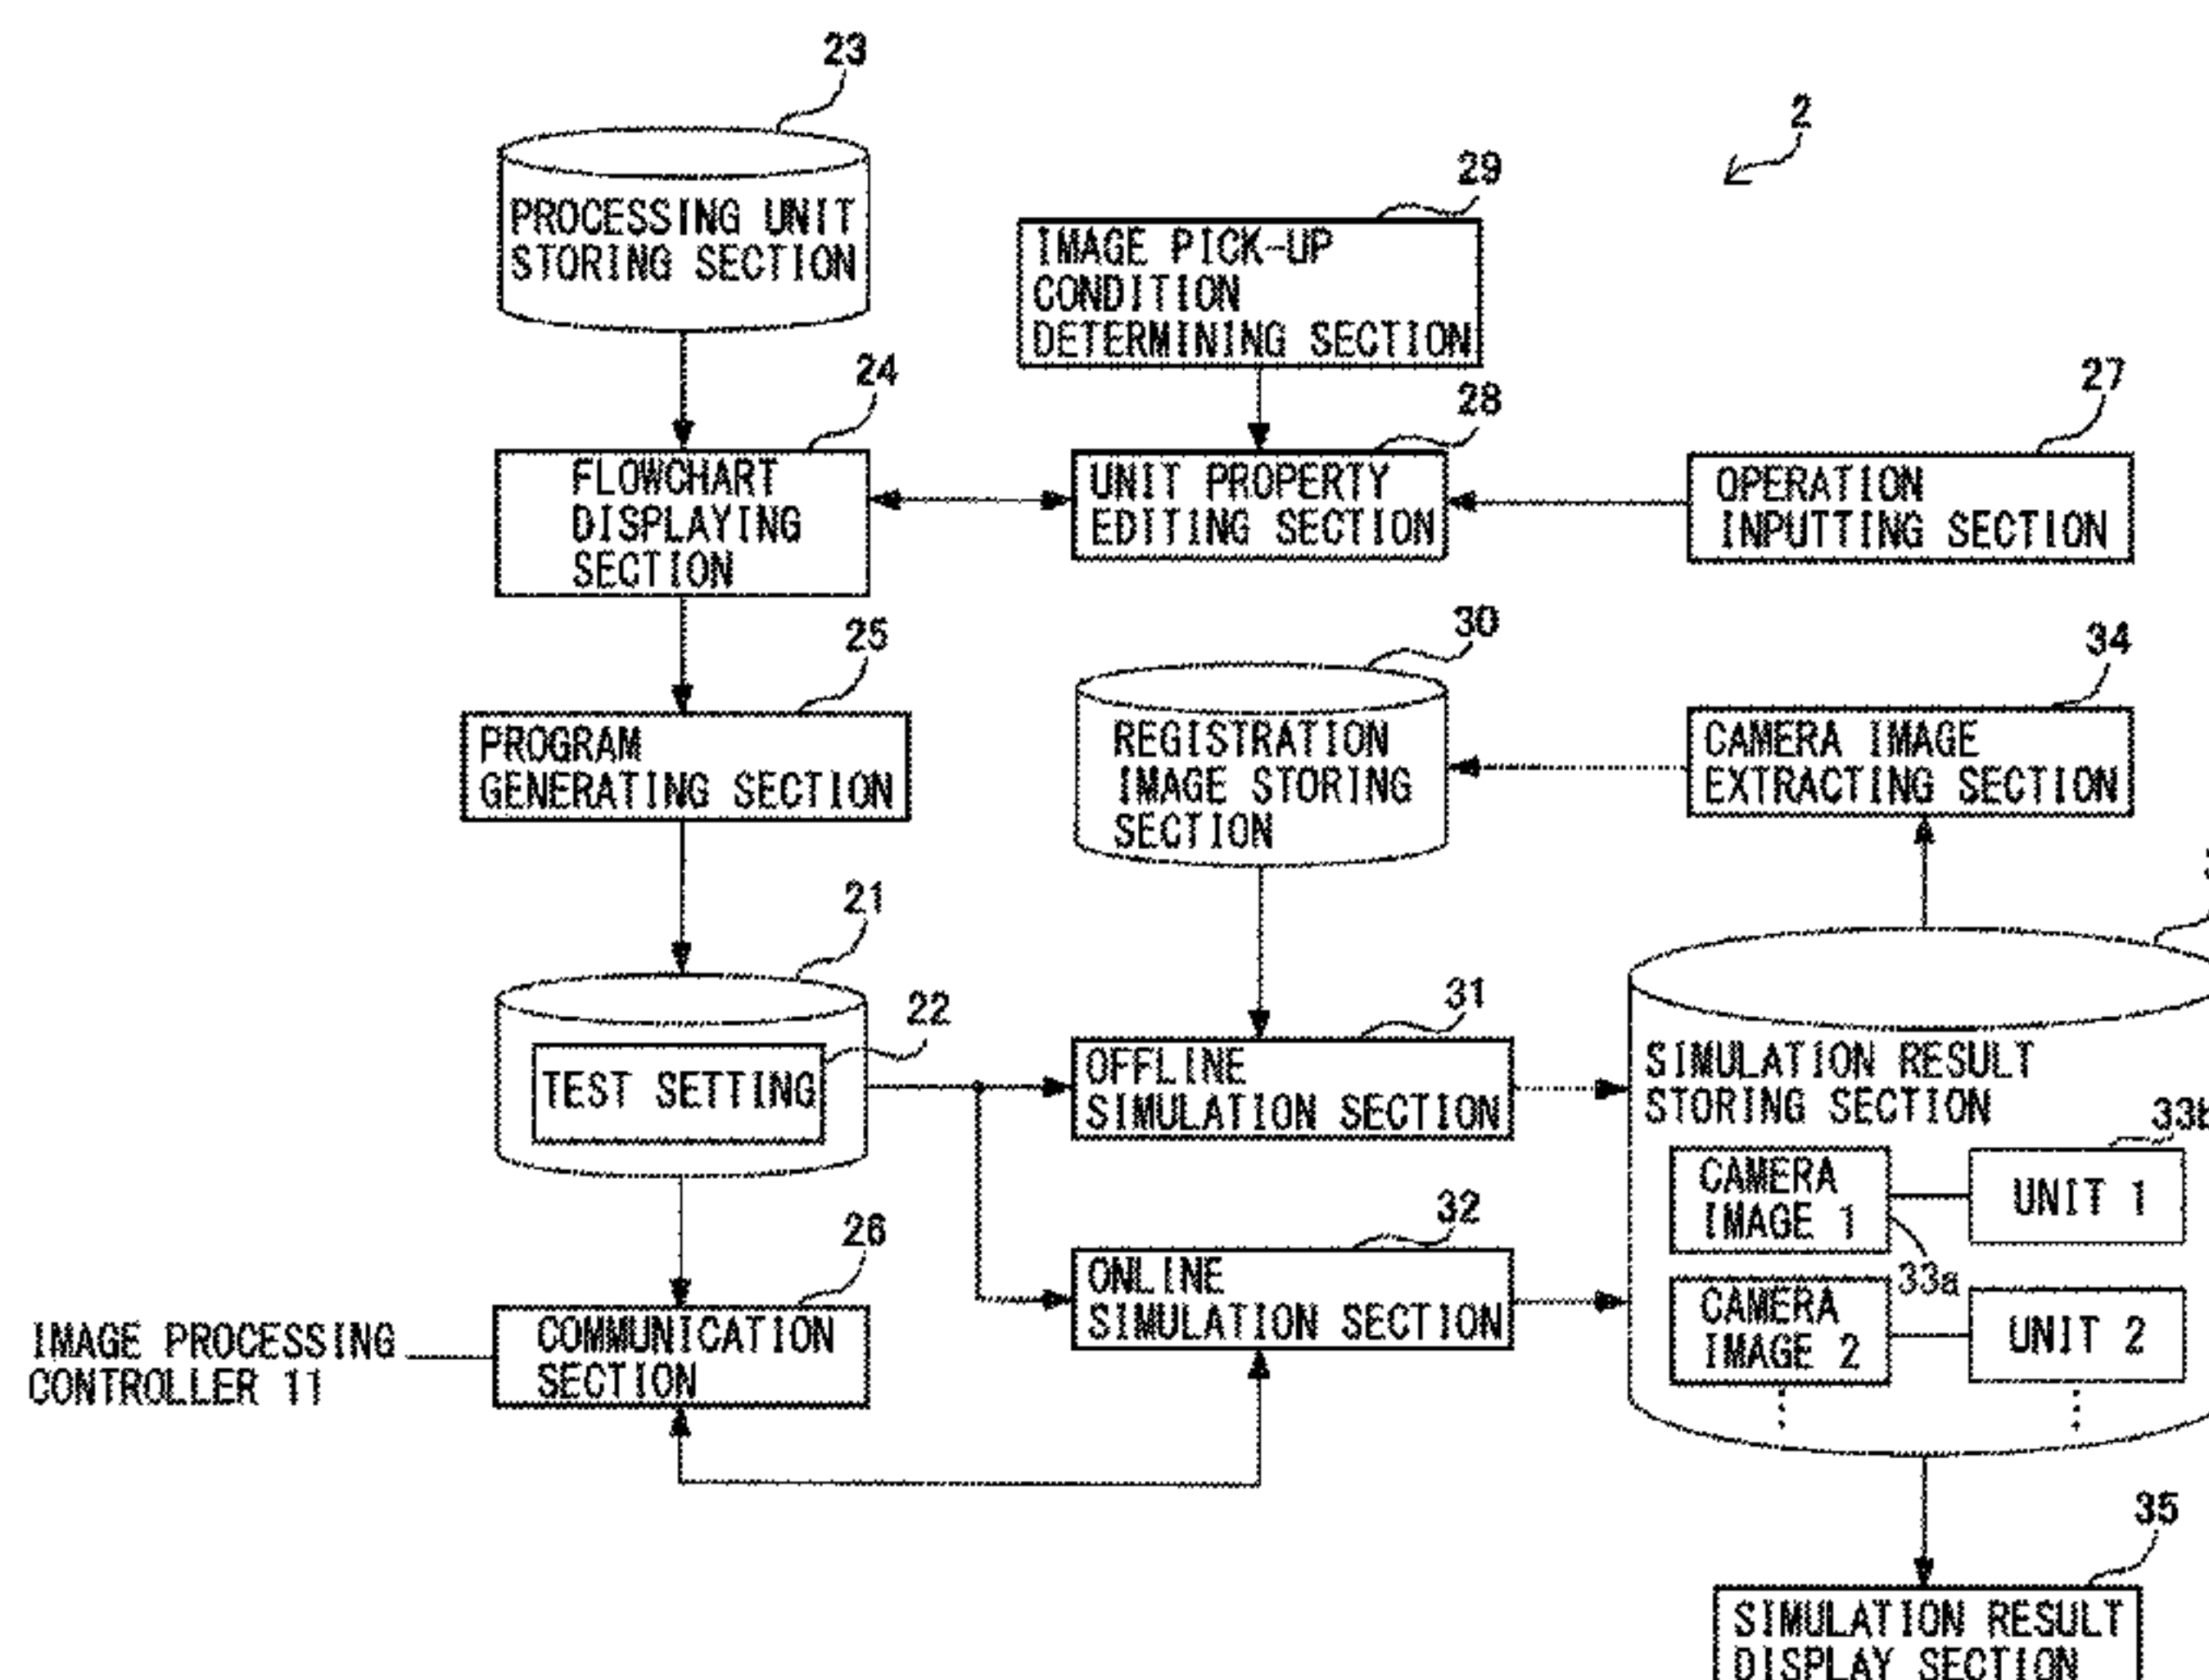 23
2
PROCESSING UNIT
STORING SECTION
29
IMAGE PICK-UP
CONDITION
DETERMINING SECTION
24
FLOWCHART
DISPLAYING
SECTION
28
UNIT PROPERTY
EDITING SECTION
27
OPERATION
INPUTTING SECTION
25
PROGRAM
GENERATING SECTION
30
REGISTRATION
IMAGE STORING
SECTION
34
CAMERA IMAGE
EXTRACTING SECTION
21
22
TEST SETTING
31
OFFLINE
SIMULATION SECTION
SIMULATION RESULT
STORING SECTION
33b
CAMERA
IMAGE 1
UNIT 1
33a
CAMERA
IMAGE 2
UNIT 2
26
COMMUNICATION
SECTION
32
ONLINE
SIMULATION SECTION
IMAGE PROCESSING
CONTROLLER 11
35
SIMULATION RESULT
DISPLAY SECTION